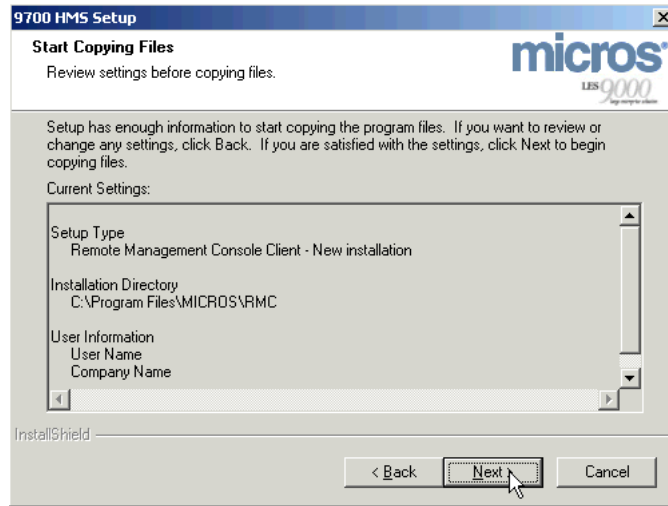 9700 HMS Setup
Start Copying Files
Review settings before copying files.
micros®
LES 9000
Setup has enough information to start copying the program files. If you want to review or
change any settings, click Back. If you are satisfied with the settings, click Next to begin
copying files.
Current Settings:
Setup Type
Remote Management Console Client - New installation
Installation Directory
C:\Program Files\MICROS\RMC
User Information
User Name
Company Name
InstallShield
< Back
Next >
Cancel